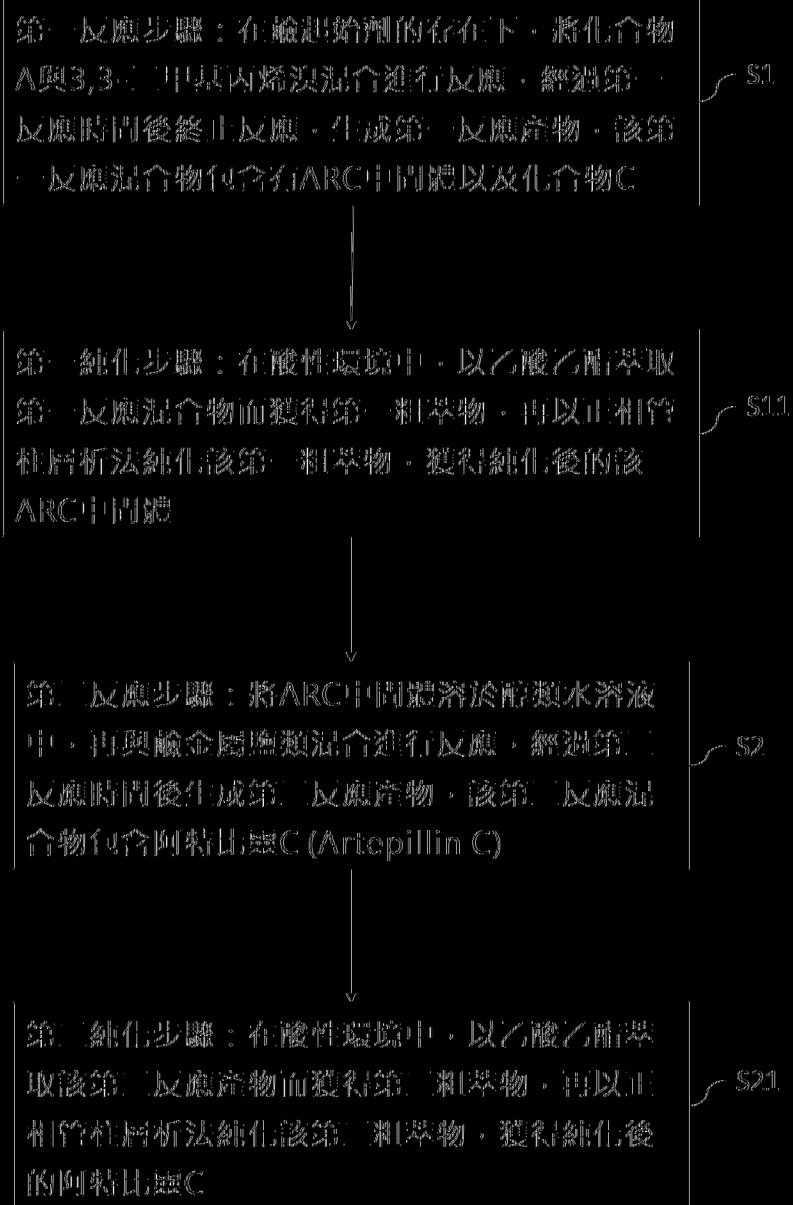 第一反應步驟：在鹼起始劑的存在下，將化合物
A與3,3-二甲基丙烯溴混合進行反應，經過第一
反應時間後終止反應，生成第一反應產物，該第
一反應混合物包含有ARC中間體以及化合物C
S1
第一純化步驟：在酸性環境中，以乙酸乙酯萃取
第一反應混合物而獲得第一粗萃物，再以正相管
柱層析法純化該第一粗萃物，獲得純化後的該
ARC中間體
S11
第二反應步驟：將ARC中間體溶於醇類水溶液
中，再與鹼金屬鹽類混合進行反應，經過第二
反應時間後生成第二反應產物，該第二反應混
合物包含阿特比靈C (Artepillin C)
S2
第二純化步驟：在酸性環境中，以乙酸乙酯萃
取該第二反應產物而獲得第二粗萃物，再以正
相管柱層析法純化該第二粗萃物，獲得純化後
的阿特比靈C
S21